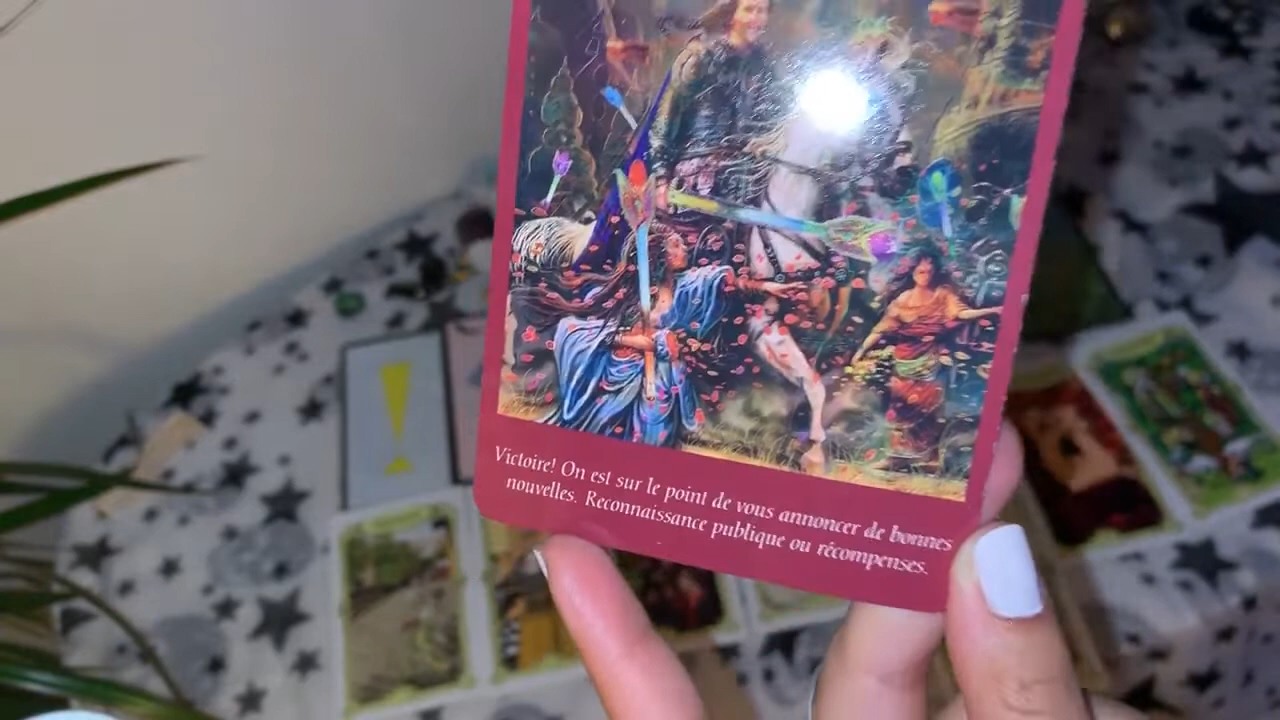 Victoire! On est sur le point de vous annoncer de bonnes
nouvelles. Reconnaissance publique ou récompenses.